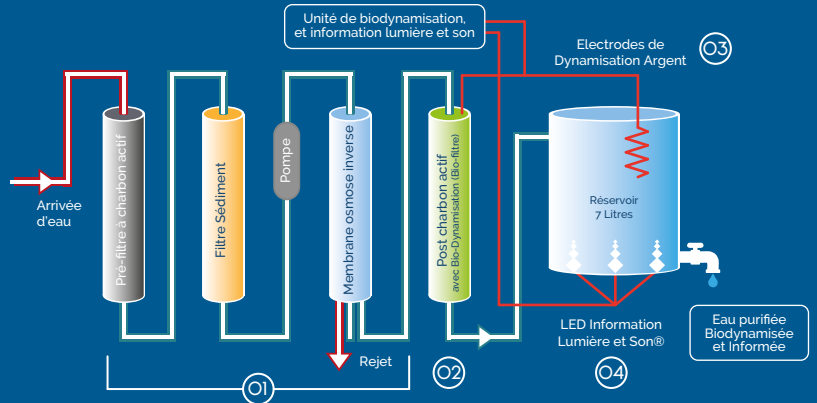 Unité de biodynamisation,
et information lumière et son
Electrodes de
Dynamisation Argent
03
Arrivée
d'eau
Pré-filtre à charbon actif
Filtre Sédiment
Pompe
Membrane osmose inverse
Post charbon actif
avec Bio-Dynamisation (Bio-filtre)
Réservoir
7 Litres
Rejet
01
02
LED Information
Lumière et Son®
04
Eau purifiée
Biodynamisée
et Informée